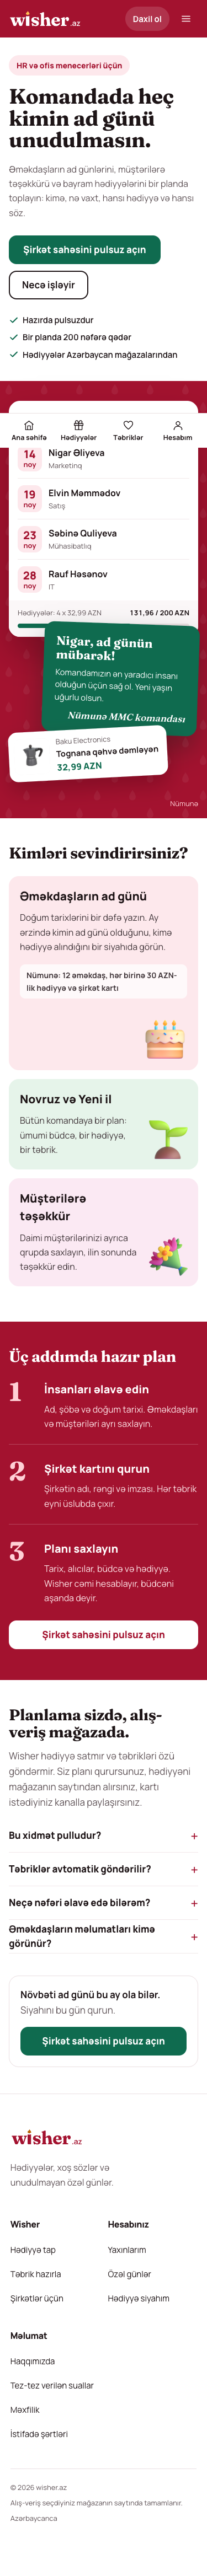 wisher.az
Daxil ol
HR və ofis menecerləri üçün
Komandada heç
kimin ad günü
unudulmasın.
Əməkdaşların ad günlərini, müştərilərə
təşəkkürü və bayram hədiyyələrini bir planda
toplayın: kimə, nə vaxt, hansı hədiyyə və hansı
söz.
Şirkət sahəsini pulsuz açın
Necə işləyir
Hazırda pulsuzdur
Bir planda 200 nəfərə qədər
Hədiyyələr Azərbaycan mağazalarından
Ana səhifə
Hədiyyələr
Təbriklər
Hesabım
14
noy
Nigar Əliyeva
Marketinq
19
noy
Elvin Məmmədov
Satış
23
noy
Səbinə Quliyeva
Mühasibatlıq
28
noy
Rauf Həsənov
IT
Hədiyyələr: 4 x 32,99 AZN
131,96 / 200 AZN
Nigar, ad günün
mübarək!
Komandamızın ən yaradıcı insanı
olduğun üçün sağ ol. Yeni yaşın
uğurlu olsun.
Nümunə MMC komandası
Baku Electronics
Tognana qəhvə dəmləyən
32,99 AZN
Nümunə
Kimləri sevindirirsiniz?
Əməkdaşların ad günü
Doğum tarixlərini bir dəfə yazın. Ay
ərzində kimin ad günü olduğunu, kimə
hədiyyə alındığını bir siyahıda görün.
Nümunə: 12 əməkdaş, hər birinə 30 AZN-
lik hədiyyə və şirkət kartı
Novruz və Yeni il
Bütün komandaya bir plan:
ümumi büdcə, bir hədiyyə,
bir təbrik.
Müştərilərə
təşəkkür
Daimi müştərilərinizi ayrıca
qrupda saxlayın, ilin sonunda
təşəkkür edin.
Üç addımda hazır plan
1
İnsanları əlavə edin
Ad, şöbə və doğum tarixi. Əməkdaşları
və müştəriləri ayrı saxlayın.
2
Şirkət kartını qurun
Şirkətin adı, rəngi və imzası. Hər təbrik
eyni üslubda çıxır.
3
Planı saxlayın
Tarix, alıcılar, büdcə və hədiyyə.
Wisher cəmi hesablayır, büdcəni
aşanda deyir.
Şirkət sahəsini pulsuz açın
Planlama sizdə, alış-
veriş mağazada.
Wisher hədiyyə satmır və təbrikləri özü
göndərmir. Siz planı qurursunuz, hədiyyəni
mağazanın saytından alırsınız, kartı
istədiyiniz kanalla paylaşırsınız.
Bu xidmət pulludur?
+
Təbriklər avtomatik göndərilir?
+
Neçə nəfəri əlavə edə bilərəm?
+
Əməkdaşların məlumatları kimə
görünür?
+
Növbəti ad günü bu ay ola bilər.
Siyahını bu gün qurun.
Şirkət sahəsini pulsuz açın
wisher.az
Hədiyyələr, xoş sözlər və
unudulmayan özəl günlər.
Wisher
Hesabınız
Hədiyyə tap
Yaxınlarım
Təbrik hazırla
Özəl günlər
Şirkətlər üçün
Hədiyyə siyahım
Məlumat
Haqqımızda
Tez-tez verilən suallar
Məxfilik
İstifadə şərtləri
© 2026 wisher.az
Alış-veriş seçdiyiniz mağazanın saytında tamamlanır.
Azərbaycanca